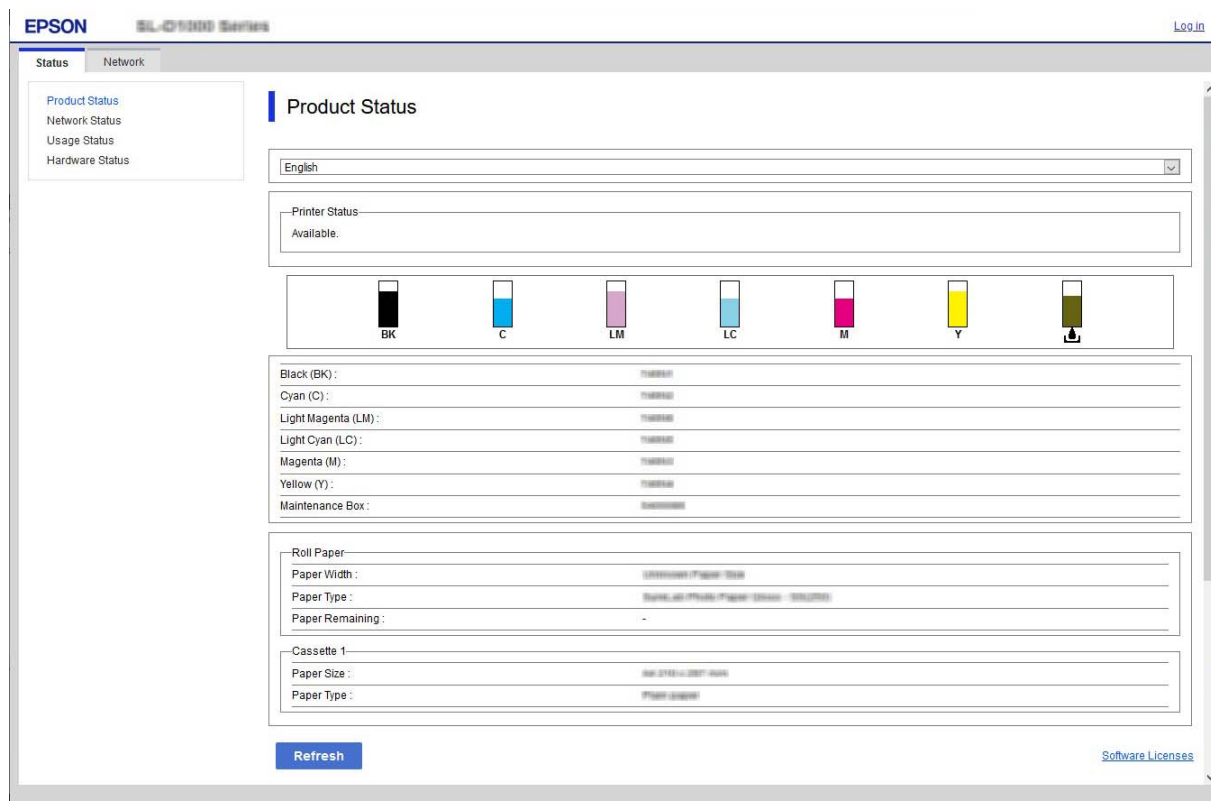 EPSON
Log in
Status Network
Product Status
Network Status
Usage Status
Hardware Status
Product Status
English
Printer Status
Available.
BK C LM LC M Y
Black (BK) :
Cyan (C) :
Light Magenta (LM) :
Light Cyan (LC) :
Magenta (M) :
Yellow (Y) :
Maintenance Box :
Roll Paper
Paper Width :
Paper Type :
Paper Remaining : -
Cassette 1
Paper Size :
Paper Type :
Refresh
Software Licenses